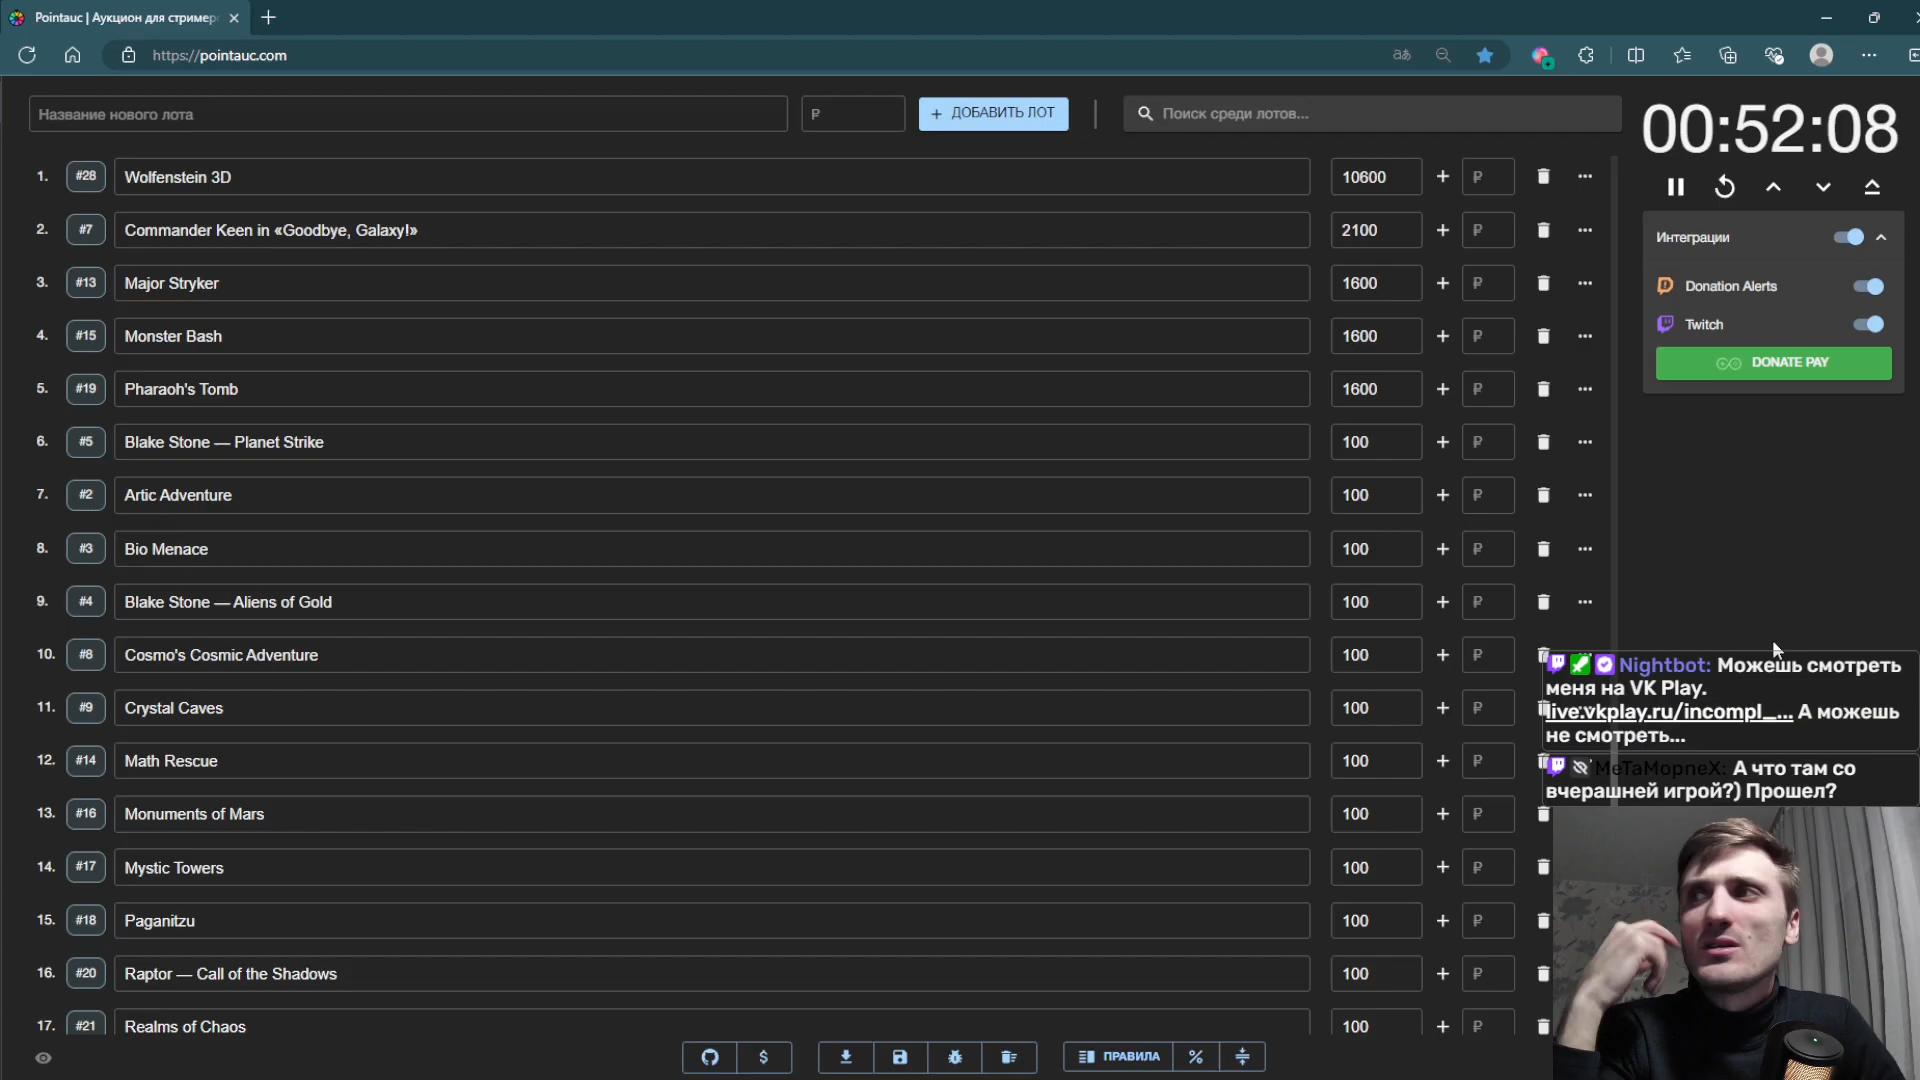 Pointauc | Аукцион для стример
https://pointauc.com
Название нового лота
₽
+ ДОБАВИТЬ ЛОТ
Поиск среди лотов...
00:52:08
1. #28 Wolfenstein 3D 10600 + ₽
2. #7 Commander Keen in «Goodbye, Galaxy!» 2100 + ₽
3. #13 Major Stryker 1600 + ₽
4. #15 Monster Bash 1600 + ₽
5. #19 Pharaoh's Tomb 1600 + ₽
6. #5 Blake Stone — Planet Strike 100 + ₽
7. #2 Artic Adventure 100 + ₽
8. #3 Bio Menace 100 + ₽
9. #4 Blake Stone — Aliens of Gold 100 + ₽
10. #8 Cosmo's Cosmic Adventure 100 + ₽
11. #9 Crystal Caves 100 + ₽
12. #14 Math Rescue 100 + ₽
13. #16 Monuments of Mars 100 + ₽
14. #17 Mystic Towers 100 + ₽
15. #18 Paganitzu 100 + ₽
16. #20 Raptor — Call of the Shadows 100 + ₽
17. #21 Realms of Chaos 100 + ₽
Интеграции
Donation Alerts
Twitch
DONATE PAY
Nightbot: Можешь смотреть
меня на VK Play.
live.vkplay.ru/incompl_... А можешь
не смотреть...
МеТаМорпеХ: А что там со
вчерашней игрой?) Прошел?
$
ПРАВИЛА
%